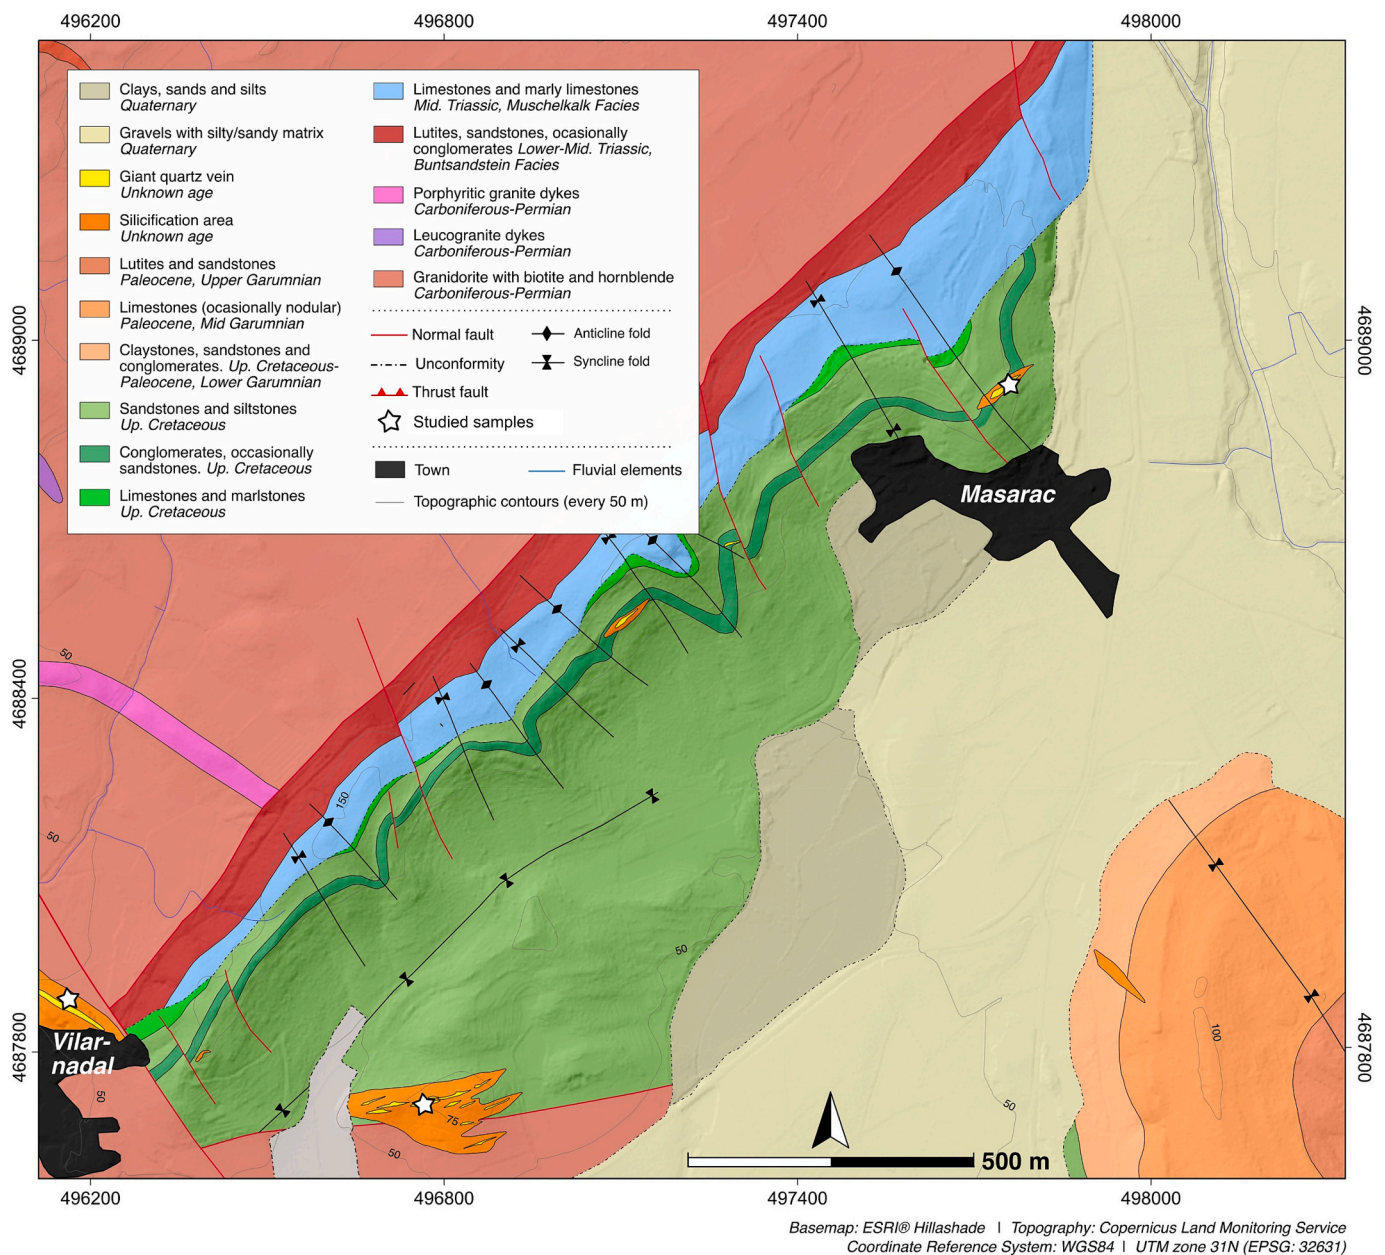 496200 496800 497400 498000
Clays, sands and silts
Quaternary
Gravels with silty/sandy matrix
Quaternary
Giant quartz vein
Unknown age
Silicification area
Unknown age
Lutites and sandstones
Paleocene, Upper Garumnian
Limestones (ocasionally nodular)
Paleocene, Mid Garumnian
Claystones, sandstones and
conglomerates. Up. Cretaceous-
Paleocene, Lower Garumnian
Sandstones and siltstones
Up. Cretaceous
Conglomerates, occasionally
sandstones. Up. Cretaceous
Limestones and marlstones
Up. Cretaceous
Limestones and marly limestones
Mid. Triassic, Muschelkalk Facies
Lutites, sandstones, ocasionally
conglomerates Lower-Mid. Triassic,
Buntsandstein Facies
Porphyritic granite dykes
Carboniferous-Permian
Leucogranite dykes
Carboniferous-Permian
Granidorite with biotite and hornblende
Carboniferous-Permian
Normal fault
Anticline fold
Unconformity
Syncline fold
Thrust fault
Studied samples
Town
Fluvial elements
Topographic contours (every 50 m)
4689000
4689000
Masarac
50
4688400
150
50
50
100
Vilar-
nadal
4687800
4687800
50
75
50
50
500 m
496200 496800 497400 498000
Basemap: ESRI® Hillashade | Topography: Copernicus Land Monitoring Service
Coordinate Reference System: WGS84 | UTM zone 31N (EPSG: 32631)